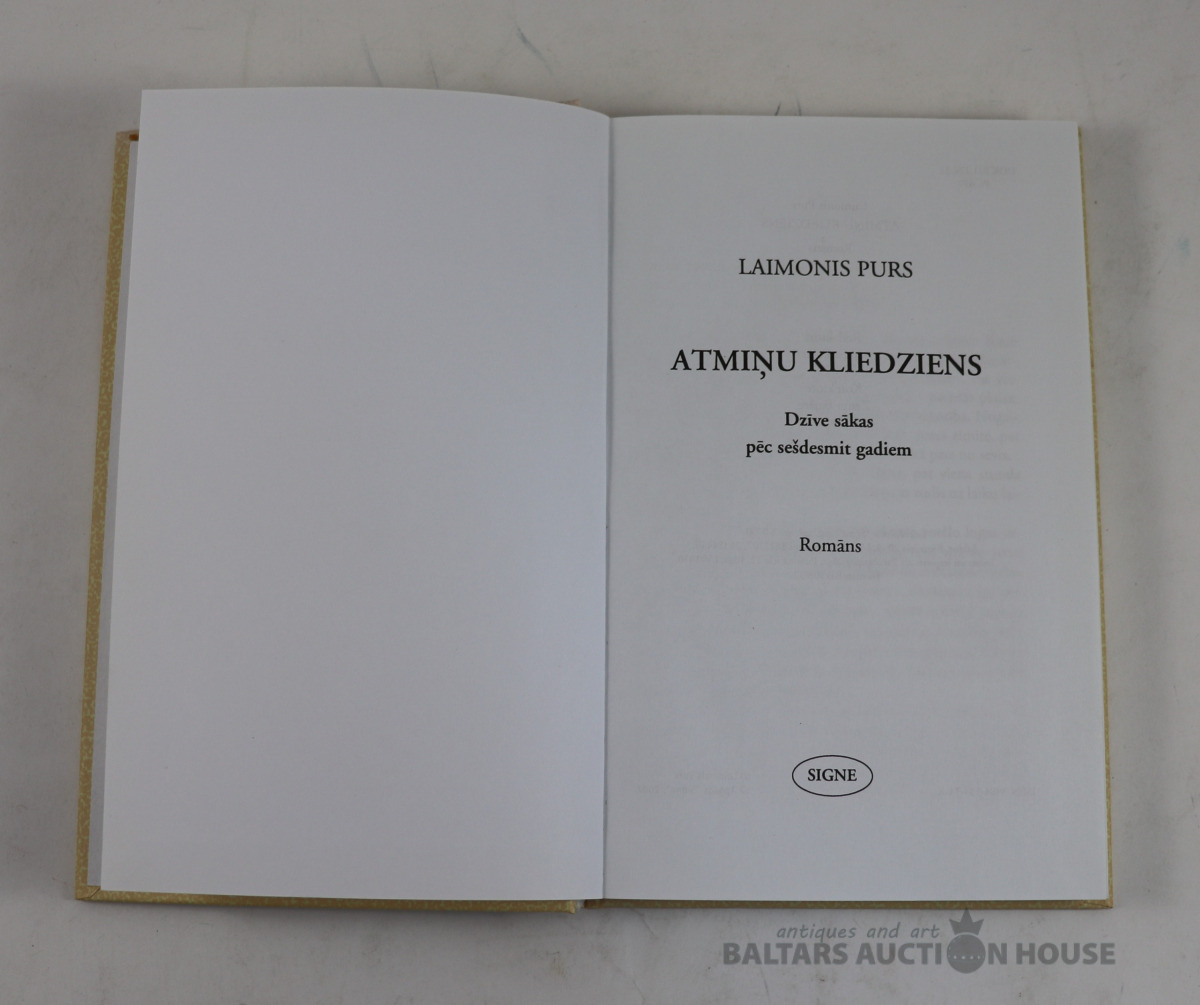 LAIMONIS PURS
ATMIŅU KLIEDZIENS
Dzīve sākas
pēc sešdesmit gadiem
Romāns
SIGNE
antiques and art
BALTARS AUCTION HOUSE